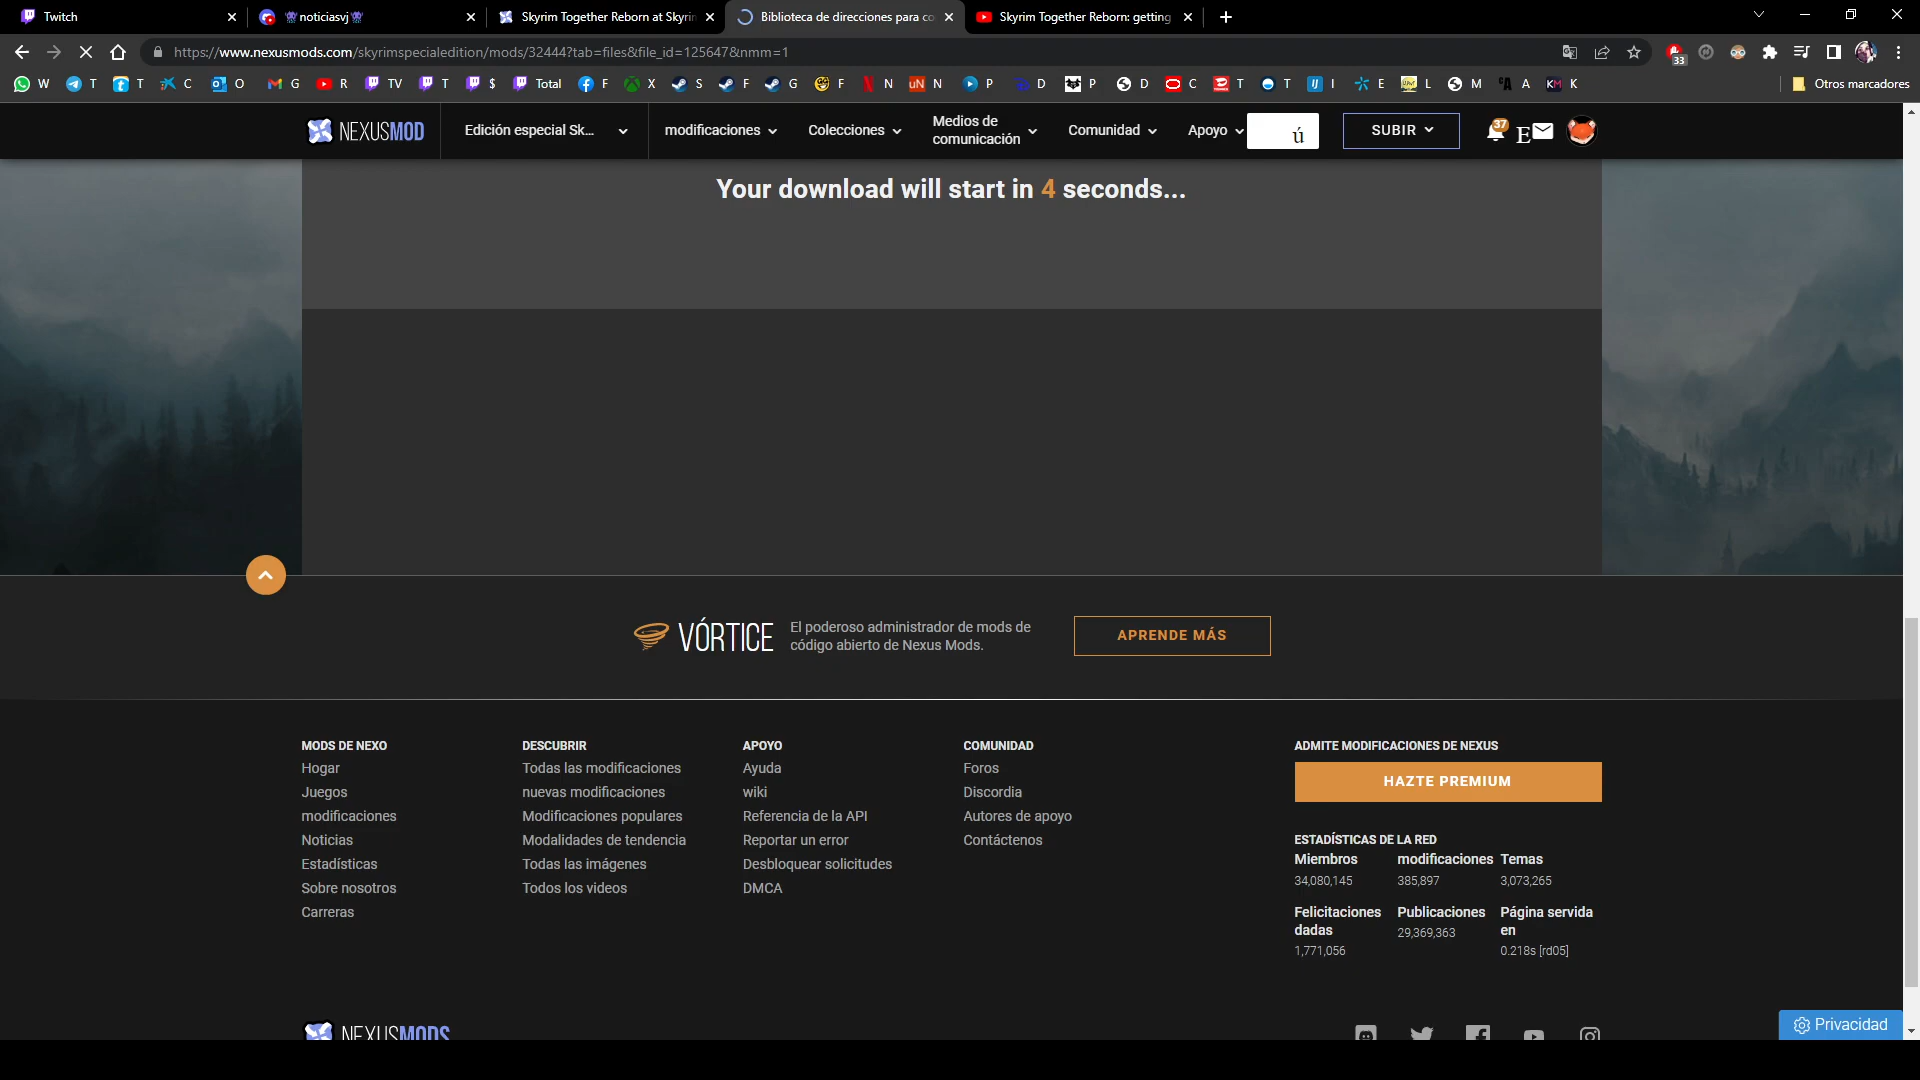 Twitch
noticiasvj
Skyrim Together Reborn at Skyrim
Biblioteca de direcciones para co
Skyrim Together Reborn: getting
https://www.nexusmods.com/skyrimspecialedition/mods/32444?tab=files&file_id=125647&nmm=1
33
W T T C O G R TV T $ Total F X S F G F N N P D P D C T T I E L M A K
Otros marcadores
NEXUSMOD
Edición especial Sk...
modificaciones
Colecciones
Medios de
comunicación
Comunidad
Apoyo
ú
SUBIR
37
E
Your download will start in 4 seconds...
VÓRTICE
El poderoso administrador de mods de
código abierto de Nexus Mods.
APRENDE MÁS
MODS DE NEXO
Hogar
Juegos
modificaciones
Noticias
Estadísticas
Sobre nosotros
Carreras
DESCUBRIR
Todas las modificaciones
nuevas modificaciones
Modificaciones populares
Modalidades de tendencia
Todas las imágenes
Todos los videos
APOYO
Ayuda
wiki
Referencia de la API
Reportar un error
Desbloquear solicitudes
DMCA
COMUNIDAD
Foros
Discordia
Autores de apoyo
Contáctenos
ADMITE MODIFICACIONES DE NEXUS
HAZTE PREMIUM
ESTADÍSTICAS DE LA RED
Miembros
34,080,145
modificaciones
385,897
Temas
3,073,265
Felicitaciones
dadas
1,771,056
Publicaciones
29,369,363
Página servida
en
0.218s [rd05]
NEXUSMODS
Privacidad